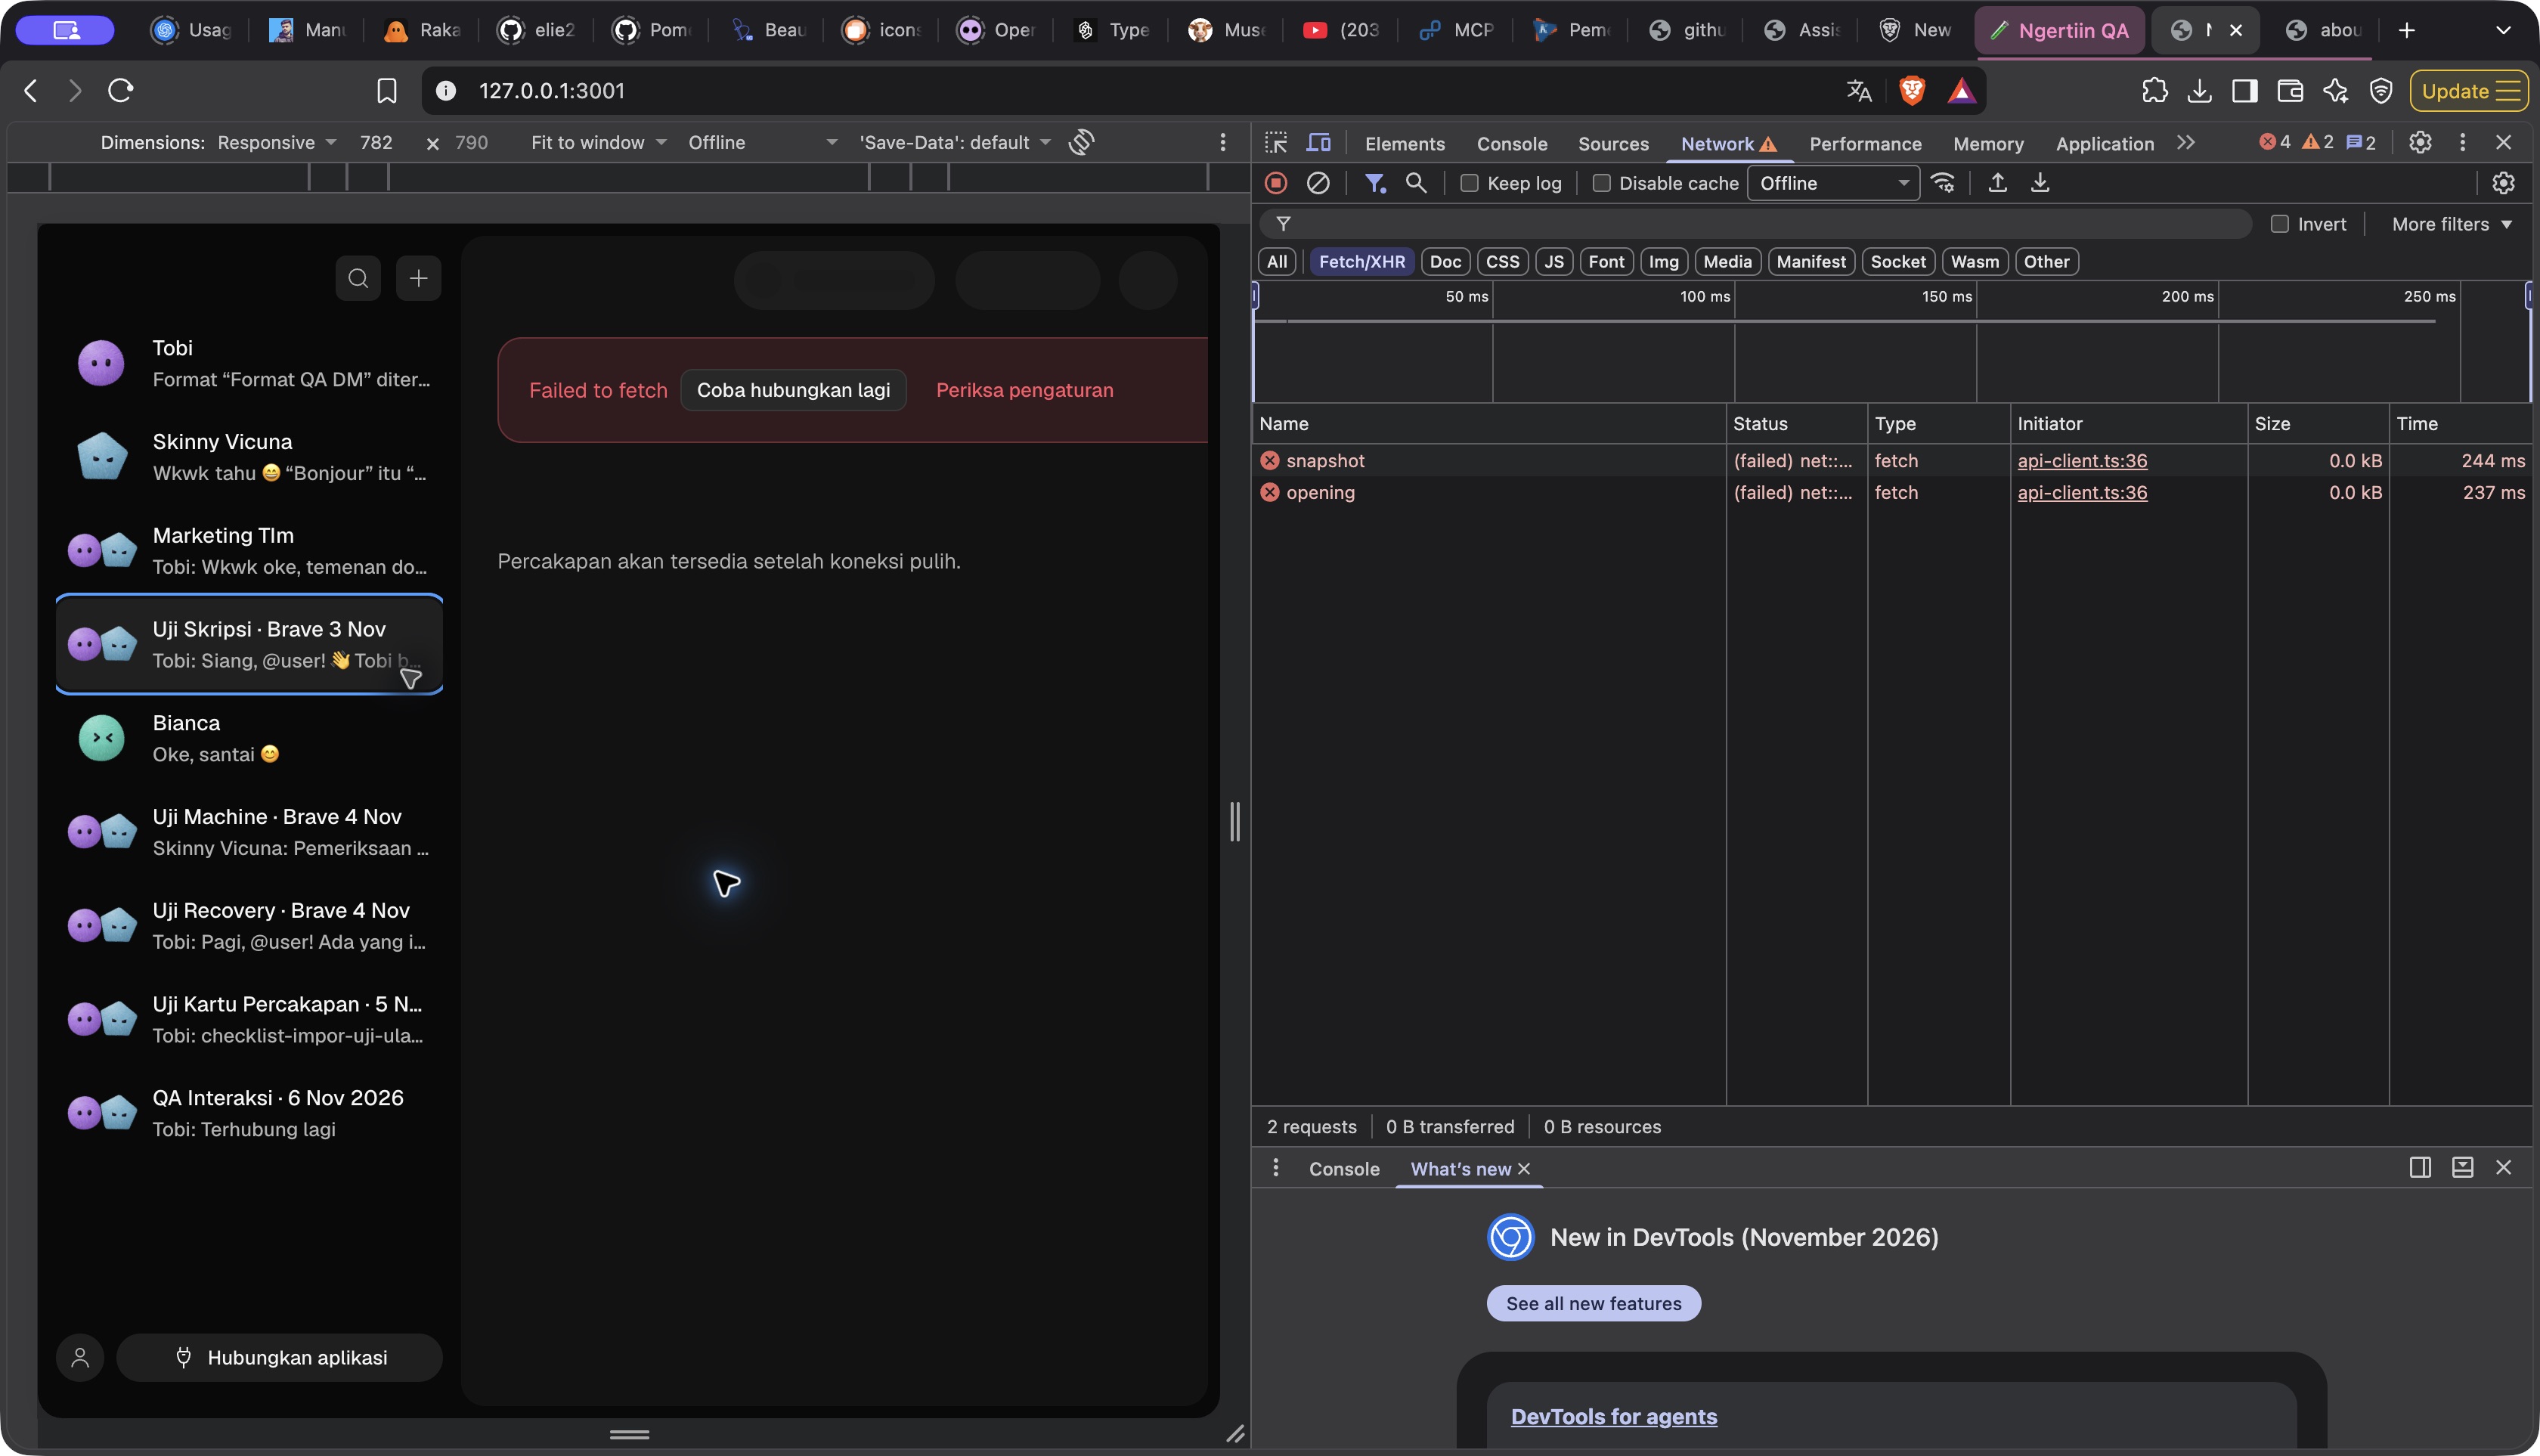 Usag
Manu
Raka
elie2
Pom
Beau
icon
Oper
Type
Muse
(203
MCP
Pem
githu
Assis
New
Ngertiin QA
abou
127.0.0.1:3001
Update
Dimensions: Responsive 782 × 790 Fit to window Offline 'Save-Data': default
Elements Console Sources Network Performance Memory Application 4 2 2
Keep log Disable cache Offline
Invert More filters
All Fetch/XHR Doc CSS JS Font Img Media Manifest Socket Wasm Other
50 ms 100 ms 150 ms 200 ms 250 ms
Name Status Type Initiator Size Time
snapshot (failed) net::... fetch api-client.ts:36 0.0 kB 244 ms
opening (failed) net::... fetch api-client.ts:36 0.0 kB 237 ms
2 requests 0 B transferred 0 B resources
Console What's new
New in DevTools (November 2026)
See all new features
DevTools for agents
Tobi
Format “Format QA DM” diter...
Skinny Vicuna
Wkwk tahu 😄 “Bonjour” itu “...
Marketing TIm
Tobi: Wkwk oke, temenan do...
Uji Skripsi · Brave 3 Nov
Tobi: Siang, @user! 👋 Tobi b...
Bianca
Oke, santai 😊
Uji Machine · Brave 4 Nov
Skinny Vicuna: Pemeriksaan ...
Uji Recovery · Brave 4 Nov
Tobi: Pagi, @user! Ada yang i...
Uji Kartu Percakapan · 5 N...
Tobi: checklist-impor-uji-ula...
QA Interaksi · 6 Nov 2026
Tobi: Terhubung lagi
Hubungkan aplikasi
Failed to fetch Coba hubungkan lagi Periksa pengaturan
Percakapan akan tersedia setelah koneksi pulih.